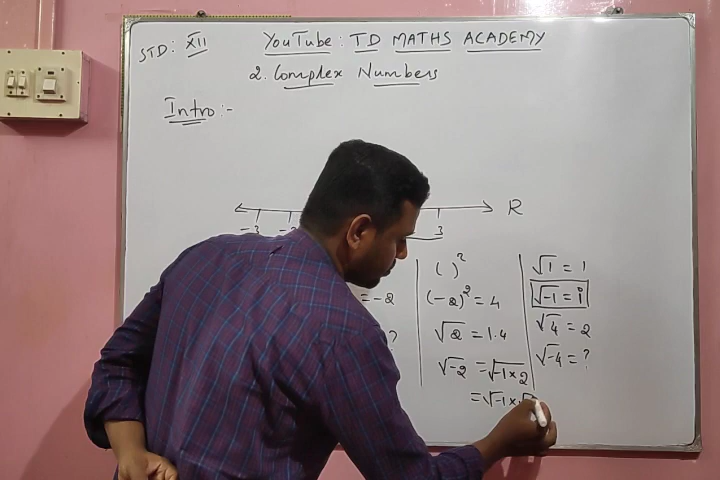 STD: XII
YouTube: TD MATHS ACADEMY
2. Complex Numbers
Intro:-
R
-3 3
= -2
?
( )²
(-2)² = 4
√2 = 1.4
√-2 = √-1×2
= √-1×
√1 = 1
√-1 = i
√4 = 2
√-4 = ?